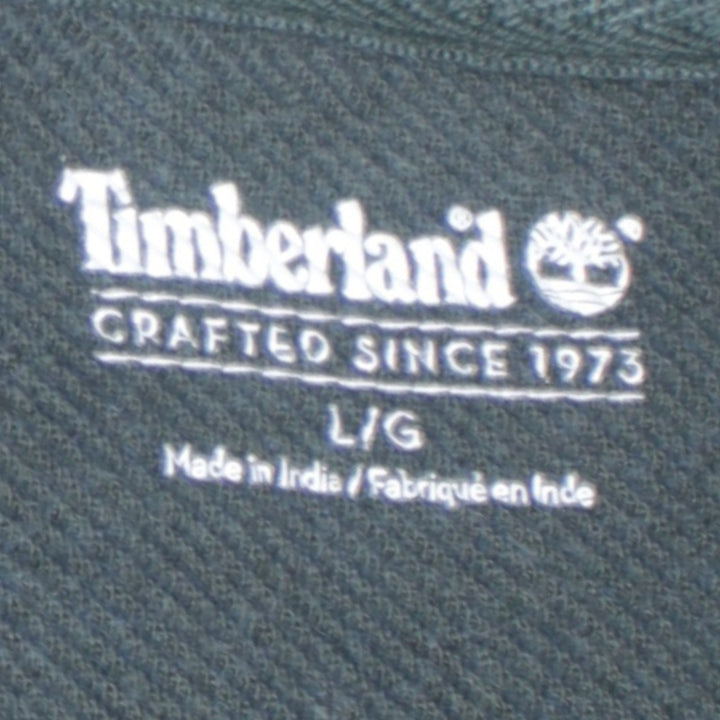 Timberland®
CRAFTED SINCE 1973
L/G
Made in India / Fabriqué en Inde